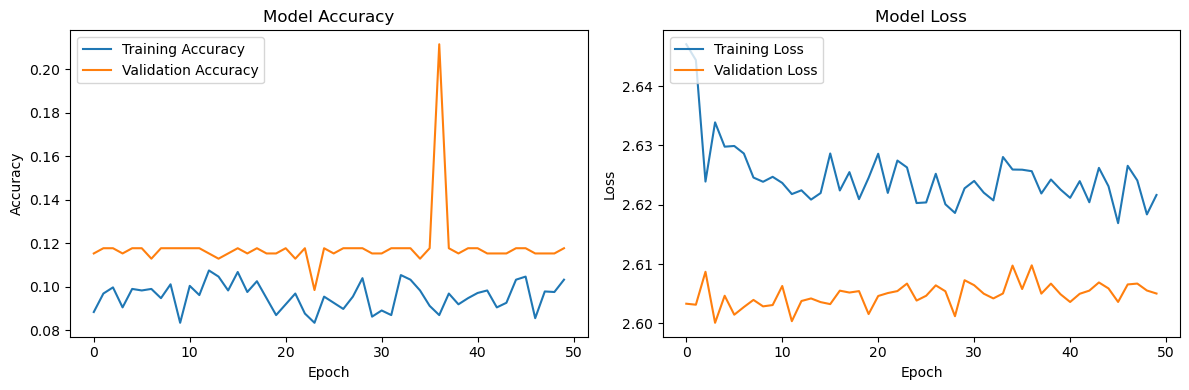 Model Accuracy
Training Accuracy
Validation Accuracy
0.20
0.18
0.16
0.14
0.12
0.10
0.08
Accuracy
0 10 20 30 40 50
Epoch
Model Loss
Training Loss
Validation Loss
2.64
2.63
2.62
2.61
2.60
Loss
0 10 20 30 40 50
Epoch